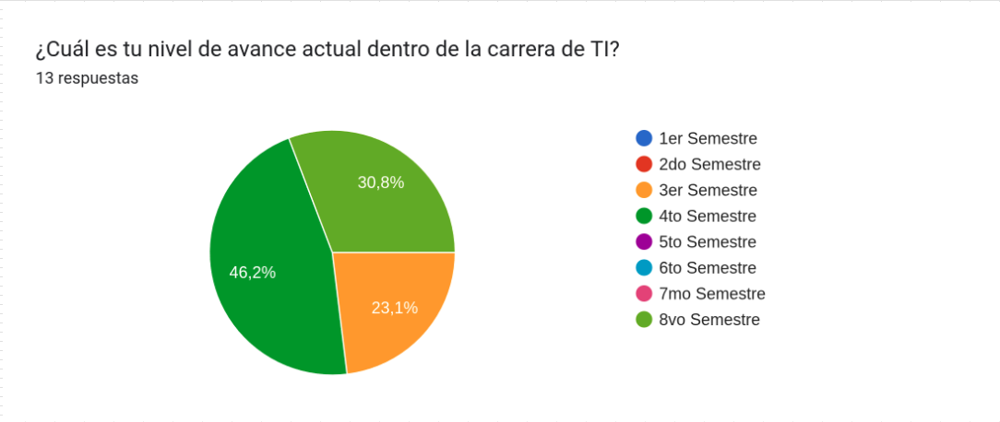 ¿Cuál es tu nivel de avance actual dentro de la carrera de TI?
13 respuestas
30,8%
46,2%
23,1%
1er Semestre
2do Semestre
3er Semestre
4to Semestre
5to Semestre
6to Semestre
7mo Semestre
8vo Semestre